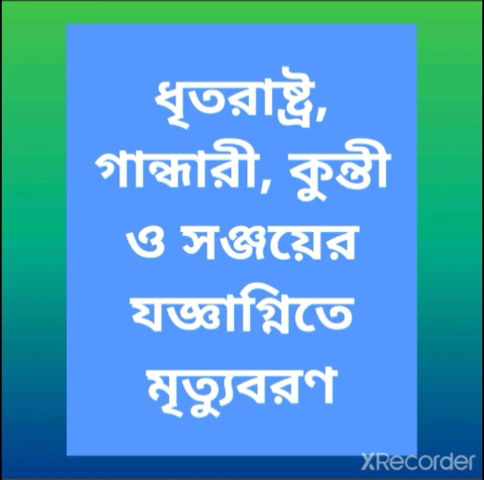 ধৃতরাষ্ট্র,
গান্ধারী, কুন্তী
ও সঞ্জয়ের
যজ্ঞাগ্নিতে
মৃত্যুবরণ
XRecorder